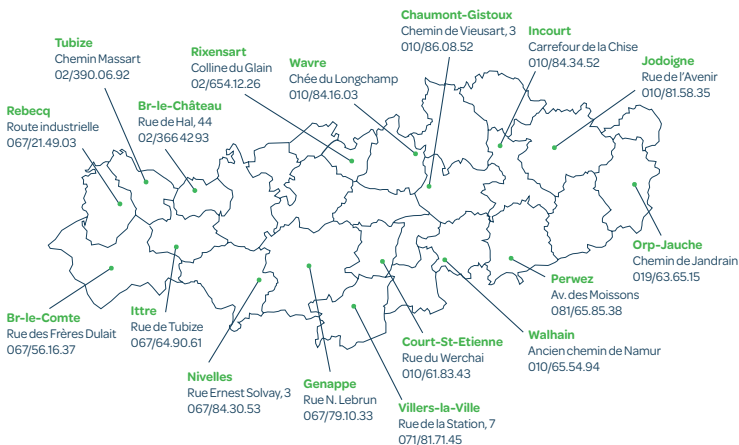 Chaumont-Gistoux
Chemin de Vieusart, 3
010/86.08.52
Incourt
Carrefour de la Chise
010/84.34.52
Tubize
Chemin Massart
02/390.06.92
Rixensart
Colline du Glain
02/654.12.26
Wavre
Chée du Longchamp
010/84.16.03
Jodoigne
Rue de l'Avenir
010/81.58.35
Rebecq
Route industrielle
067/21.49.03
Br-le-Château
Rue de Hal, 44
02/366 42 93
Orp-Jauche
Chemin de Jandrain
019/63.65.15
Perwez
Av. des Moissons
081/65.85.38
Br-le-Comte
Rue des Frères Dulait
067/56.16.37
Ittre
Rue de Tubize
067/64.90.61
Court-St-Etienne
Rue du Werchai
010/61.83.43
Walhain
Ancien chemin de Namur
010/65.54.94
Nivelles
Rue Ernest Solvay, 3
067/84.30.53
Genappe
Rue N. Lebrun
067/79.10.33
Villers-la-Ville
Rue de la Station, 7
071/81.71.45